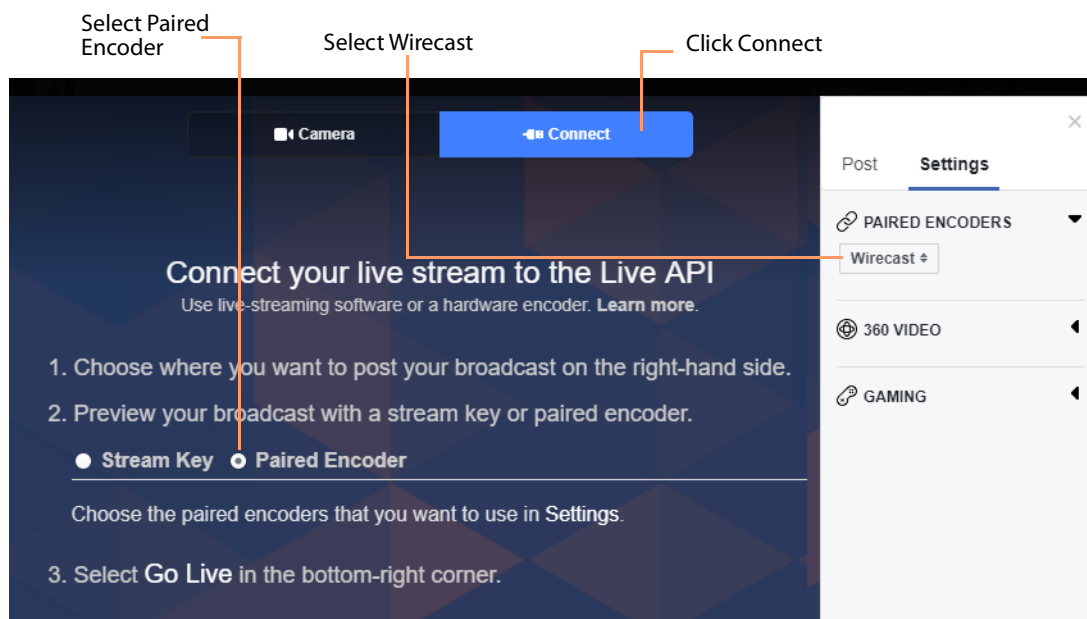 Select Paired
Encoder
Select Wirecast
Click Connect
Camera
Connect
Post
Settings
PAIRED ENCODERS
Wirecast
360 VIDEO
GAMING
Connect your live stream to the Live API
Use live-streaming software or a hardware encoder. Learn more.
1. Choose where you want to post your broadcast on the right-hand side.
2. Preview your broadcast with a stream key or paired encoder.
Stream Key
Paired Encoder
Choose the paired encoders that you want to use in Settings.
3. Select Go Live in the bottom-right corner.